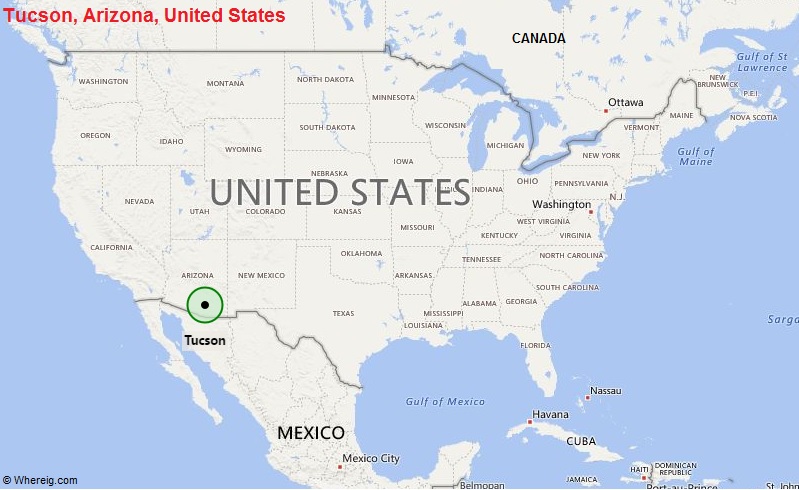 Tucson, Arizona, United States
CANADA
Gulf of St
Lawrence
WASHINGTON
MONTANA
NORTH DAKOTA
MINNESOTA
NEW
BRUNSWICK
P.E.I.
Ottawa
MAINE
NOVA SCOTIA
OREGON
IDAHO
SOUTH DAKOTA
WISCONSIN
MICHIGAN
VERMONT
Gulf of
Maine
WYOMING
IOWA
NEW YORK
NEBRASKA
UNITED STATES
INDIANA
OHIO
PENNSYLVANIA
N.J.
NEVADA
UTAH
COLORADO
KANSAS
Washington
MISSOURI
WEST VIRGINIA
KENTUCKY
VIRGINIA
CALIFORNIA
OKLAHOMA
TENNESSEE
NORTH CAROLINA
ARIZONA
NEW MEXICO
ARKANSAS
SOUTH CAROLINA
TEXAS
MISSISSIPPI
ALABAMA
GEORGIA
LOUISIANA
Sarga
Tucson
FLORIDA
Gulf of Mexico
Nassau
Havana
MEXICO
CUBA
Mexico City
HAITI
DOMINICAN
REPUBLIC
JAMAICA
© Whereig.com
Belmopan
Port-au-Prince
St. John